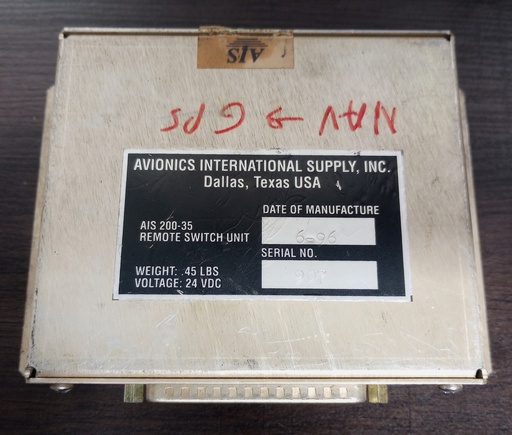 AIS
NAV → GPS
AVIONICS INTERNATIONAL SUPPLY, INC.
Dallas, Texas USA
DATE OF MANUFACTURE
AIS 200-35
REMOTE SWITCH UNIT
6-96
SERIAL NO.
WEIGHT: .45 LBS
VOLTAGE: 24 VDC